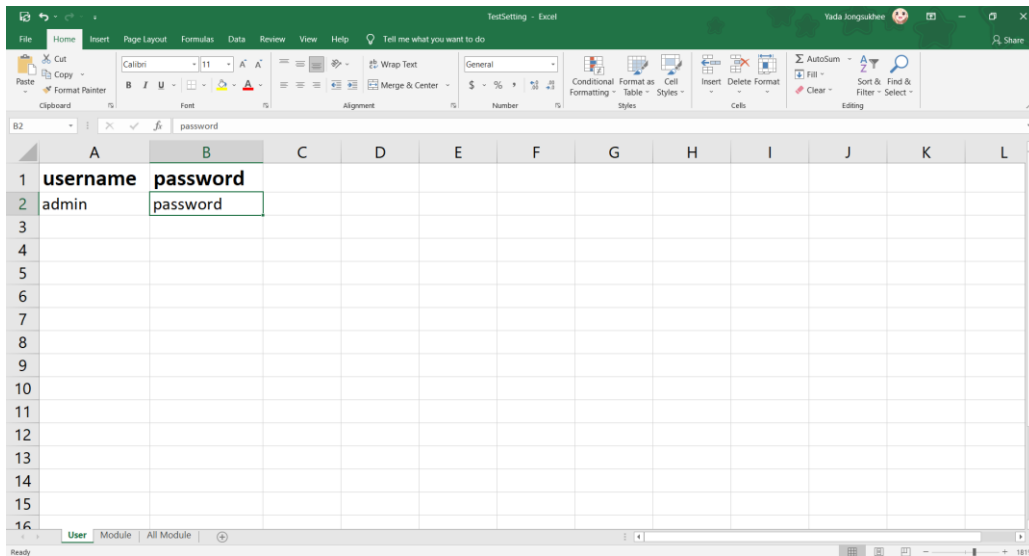 TestSetting - Excel
Yada Jongsukhee
File Home Insert Page Layout Formulas Data Review View Help Tell me what you want to do
Share
Paste
Cut
Copy
Format Painter
Calibri 11
B I U
Wrap Text
Merge & Center
General
$ % ,
Conditional Formatting
Format as Table
Cell Styles
Insert Delete Format
AutoSum
Fill
Clear
Sort & Filter
Find & Select
Clipboard Font Alignment Number Styles Cells Editing
B2 fx password
A B C D E F G H I J K L
1 username password
2 admin password
3
4
5
6
7
8
9
10
11
12
13
14
15
16
User Module All Module
Ready